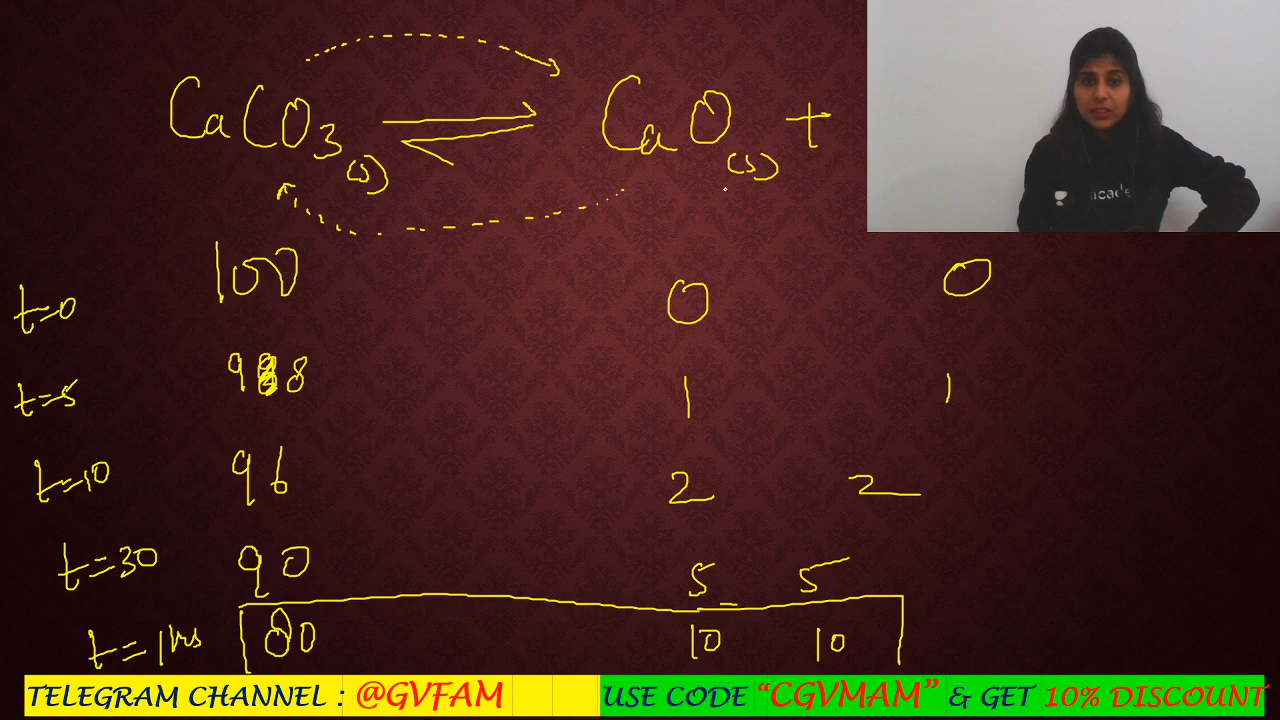 CaCO3(s) ⇌ CaO(s) +
acade
t=0 100 0 0
t=5 98 1 1
t=10 96 2 2
t=30 90 5 5
t=1hrs 80 10 10
TELEGRAM CHANNEL : @GVFAM USE CODE “CGVMAM” & GET 10% DISCOUNT